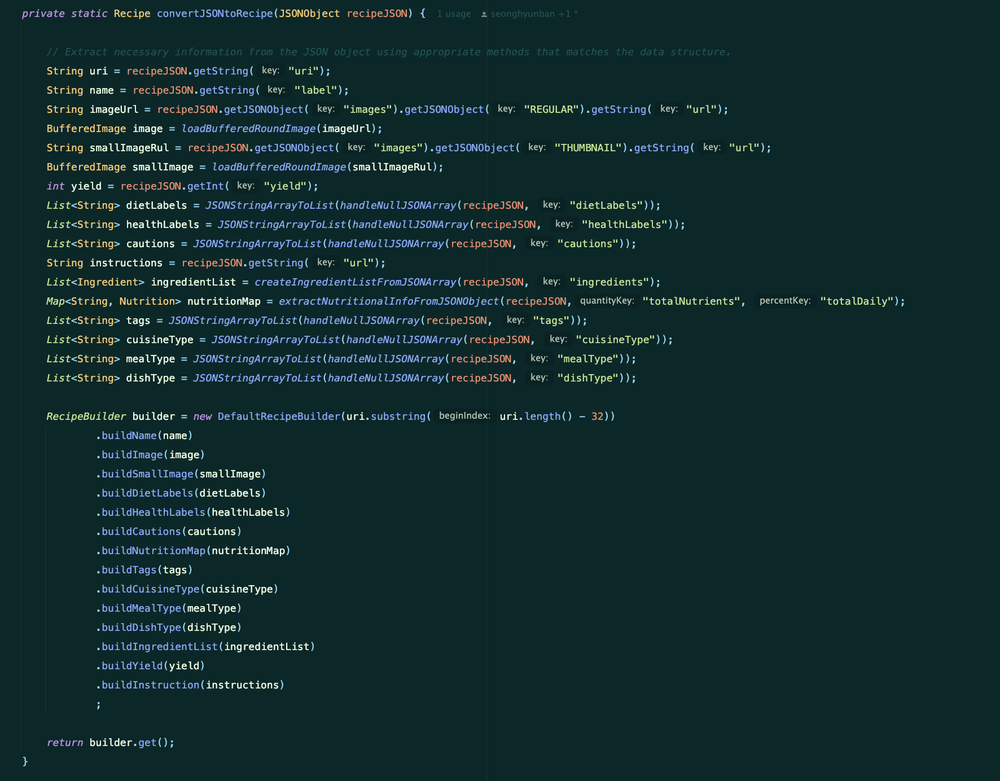 private static Recipe convertJSONtoRecipe(JSONObject recipeJSON) { 1 usage seonghyunban +1 *
// Extract necessary information from the JSON object using appropriate methods that matches the data structure.
String uri = recipeJSON.getString( key: "uri");
String name = recipeJSON.getString( key: "label");
String imageUrl = recipeJSON.getJSONObject( key: "images").getJSONObject( key: "REGULAR").getString( key: "url");
BufferedImage image = loadBufferedRoundImage(imageUrl);
String smallImageRul = recipeJSON.getJSONObject( key: "images").getJSONObject( key: "THUMBNAIL").getString( key: "url");
BufferedImage smallImage = loadBufferedRoundImage(smallImageRul);
int yield = recipeJSON.getInt( key: "yield");
List<String> dietLabels = JSONStringArrayToList(handleNullJSONArray(recipeJSON, key: "dietLabels"));
List<String> healthLabels = JSONStringArrayToList(handleNullJSONArray(recipeJSON, key: "healthLabels"));
List<String> cautions = JSONStringArrayToList(handleNullJSONArray(recipeJSON, key: "cautions"));
String instructions = recipeJSON.getString( key: "url");
List<Ingredient> ingredientList = createIngredientListFromJSONArray(recipeJSON, key: "ingredients");
Map<String, Nutrition> nutritionMap = extractNutritionalInfoFromJSONObject(recipeJSON, quantityKey: "totalNutrients", percentKey: "totalDaily");
List<String> tags = JSONStringArrayToList(handleNullJSONArray(recipeJSON, key: "tags"));
List<String> cuisineType = JSONStringArrayToList(handleNullJSONArray(recipeJSON, key: "cuisineType"));
List<String> mealType = JSONStringArrayToList(handleNullJSONArray(recipeJSON, key: "mealType"));
List<String> dishType = JSONStringArrayToList(handleNullJSONArray(recipeJSON, key: "dishType"));
RecipeBuilder builder = new DefaultRecipeBuilder(uri.substring( beginIndex: uri.length() - 32))
.buildName(name)
.buildImage(image)
.buildSmallImage(smallImage)
.buildDietLabels(dietLabels)
.buildHealthLabels(healthLabels)
.buildCautions(cautions)
.buildNutritionMap(nutritionMap)
.buildTags(tags)
.buildCuisineType(cuisineType)
.buildMealType(mealType)
.buildDishType(dishType)
.buildIngredientList(ingredientList)
.buildYield(yield)
.buildInstruction(instructions)
;
return builder.get();
}